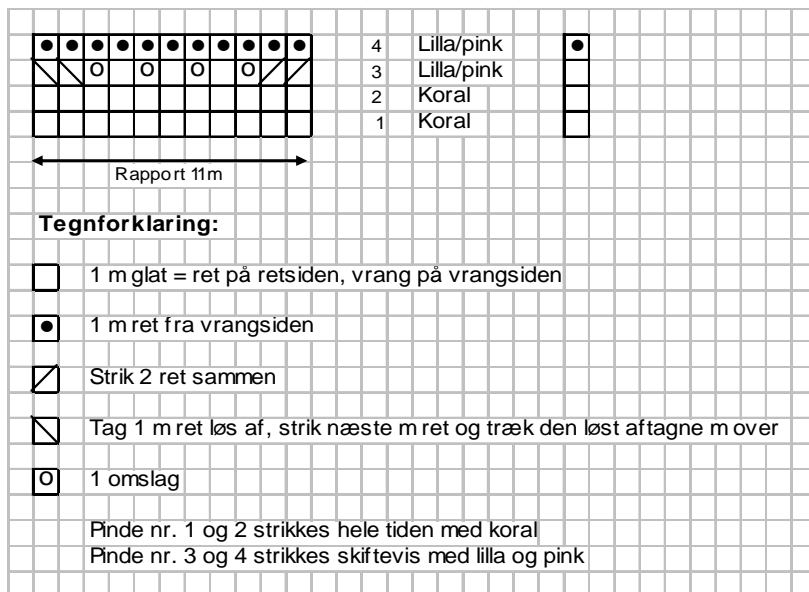 4 Lilla/pink
3 Lilla/pink
2 Koral
1 Koral
Rapport 11m
Tegnforklaring:
1 m glat = ret på retsiden, vrang på vrangsiden
1 m ret fra vrangsiden
Strik 2 ret sammen
Tag 1 m ret løs af, strik næste m ret og træk den løst aftagne m over
O 1 omslag
Pinde nr. 1 og 2 strikkes hele tiden med koral
Pinde nr. 3 og 4 strikkes skiftevis med lilla og pink